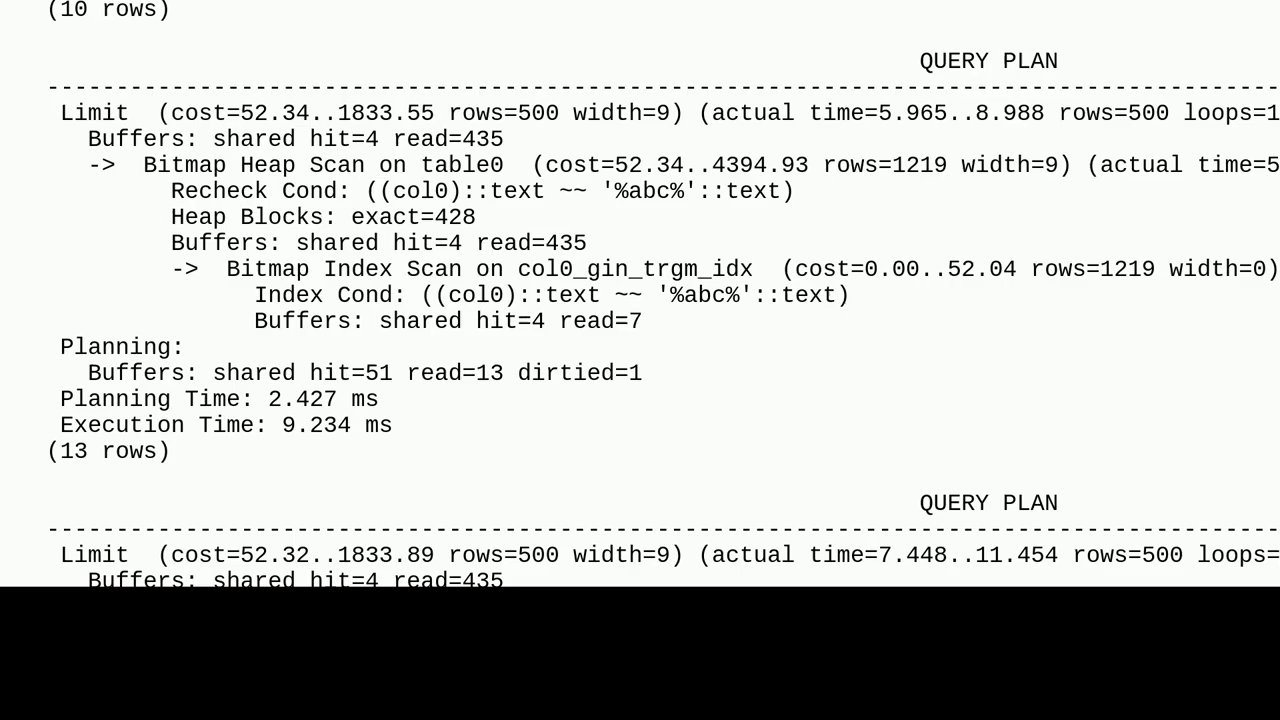 (10 rows)
QUERY PLAN
--------------------------------------------------------------------------------------------
Limit  (cost=52.34..1833.55 rows=500 width=9) (actual time=5.965..8.988 rows=500 loops=1
Buffers: shared hit=4 read=435
->  Bitmap Heap Scan on table0  (cost=52.34..4394.93 rows=1219 width=9) (actual time=5
Recheck Cond: ((col0)::text ~~ '%abc%'::text)
Heap Blocks: exact=428
Buffers: shared hit=4 read=435
->  Bitmap Index Scan on col0_gin_trgm_idx  (cost=0.00..52.04 rows=1219 width=0)
Index Cond: ((col0)::text ~~ '%abc%'::text)
Buffers: shared hit=4 read=7
Planning:
Buffers: shared hit=51 read=13 dirtied=1
Planning Time: 2.427 ms
Execution Time: 9.234 ms
(13 rows)
QUERY PLAN
--------------------------------------------------------------------------------------------
Limit  (cost=52.32..1833.89 rows=500 width=9) (actual time=7.448..11.454 rows=500 loops=
Buffers: shared hit=4 read=435